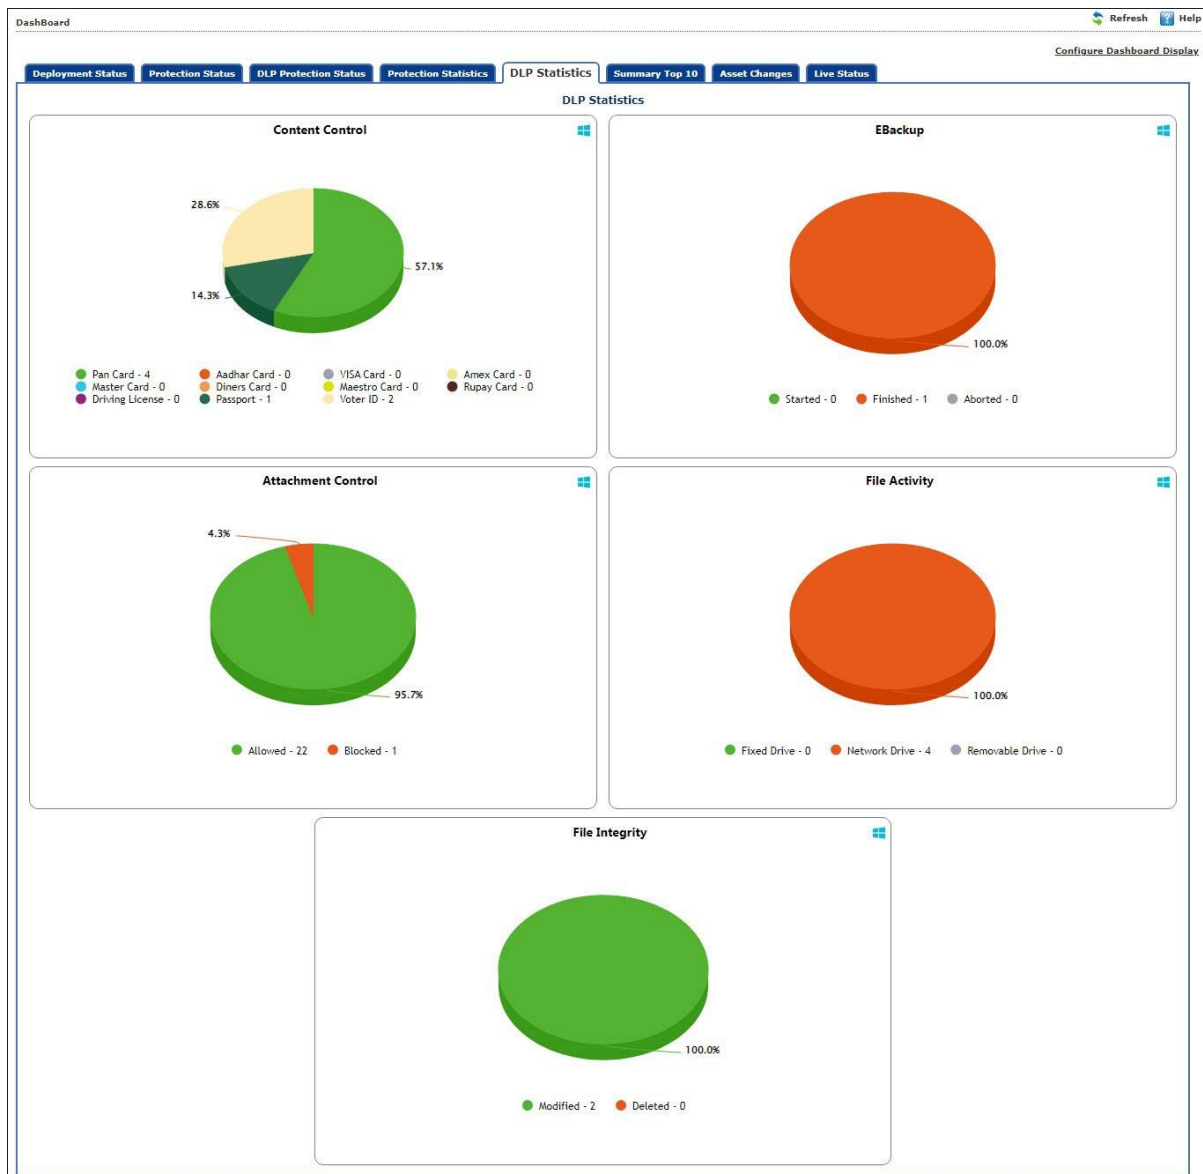 DashBoard
Refresh Help
Configure Dashboard Display
Deployment Status Protection Status DLP Protection Status Protection Statistics DLP Statistics Summary Top 10 Asset Changes Live Status
DLP Statistics
Content Control
28.6%
57.1%
14.3%
Pan Card - 4 Aadhar Card - 0 VISA Card - 0 Amex Card - 0
Master Card - 0 Diners Card - 0 Maestro Card - 0 Rupay Card - 0
Driving License - 0 Passport - 1 Voter ID - 2
EBackup
100.0%
Started - 0 Finished - 1 Aborted - 0
Attachment Control
4.3%
95.7%
Allowed - 22 Blocked - 1
File Activity
100.0%
Fixed Drive - 0 Network Drive - 4 Removable Drive - 0
File Integrity
100.0%
Modified - 2 Deleted - 0